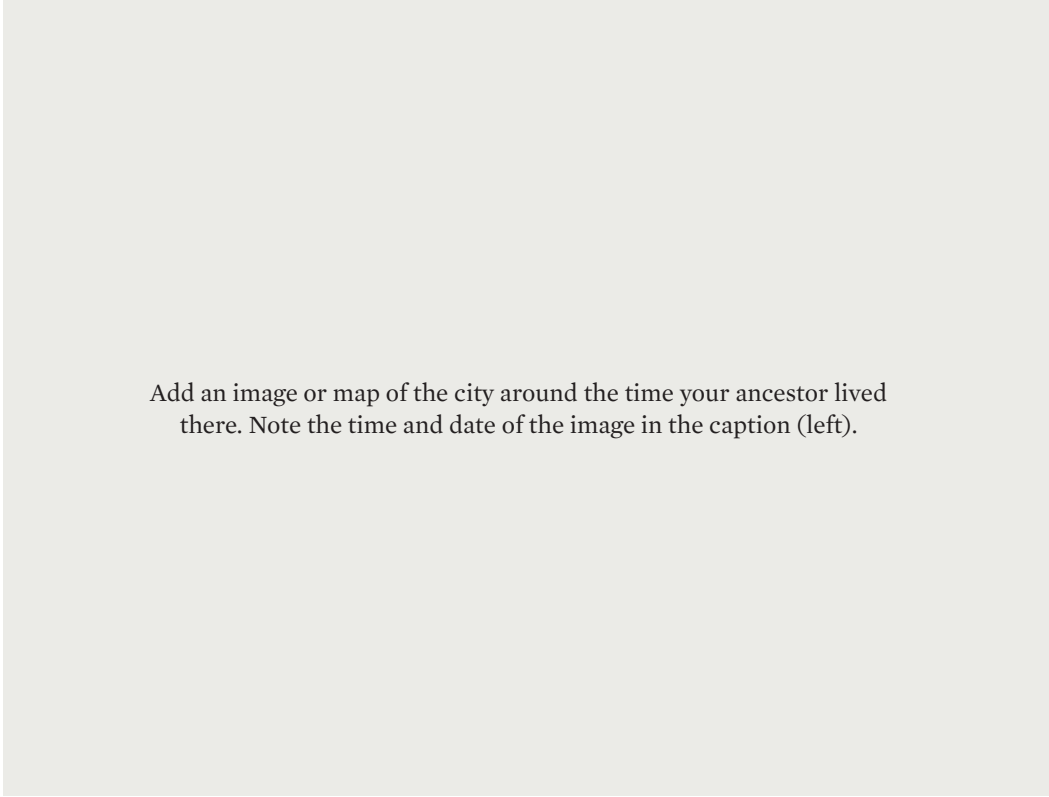 Add an image or map of the city around the time your ancestor lived
there. Note the time and date of the image in the caption (left).